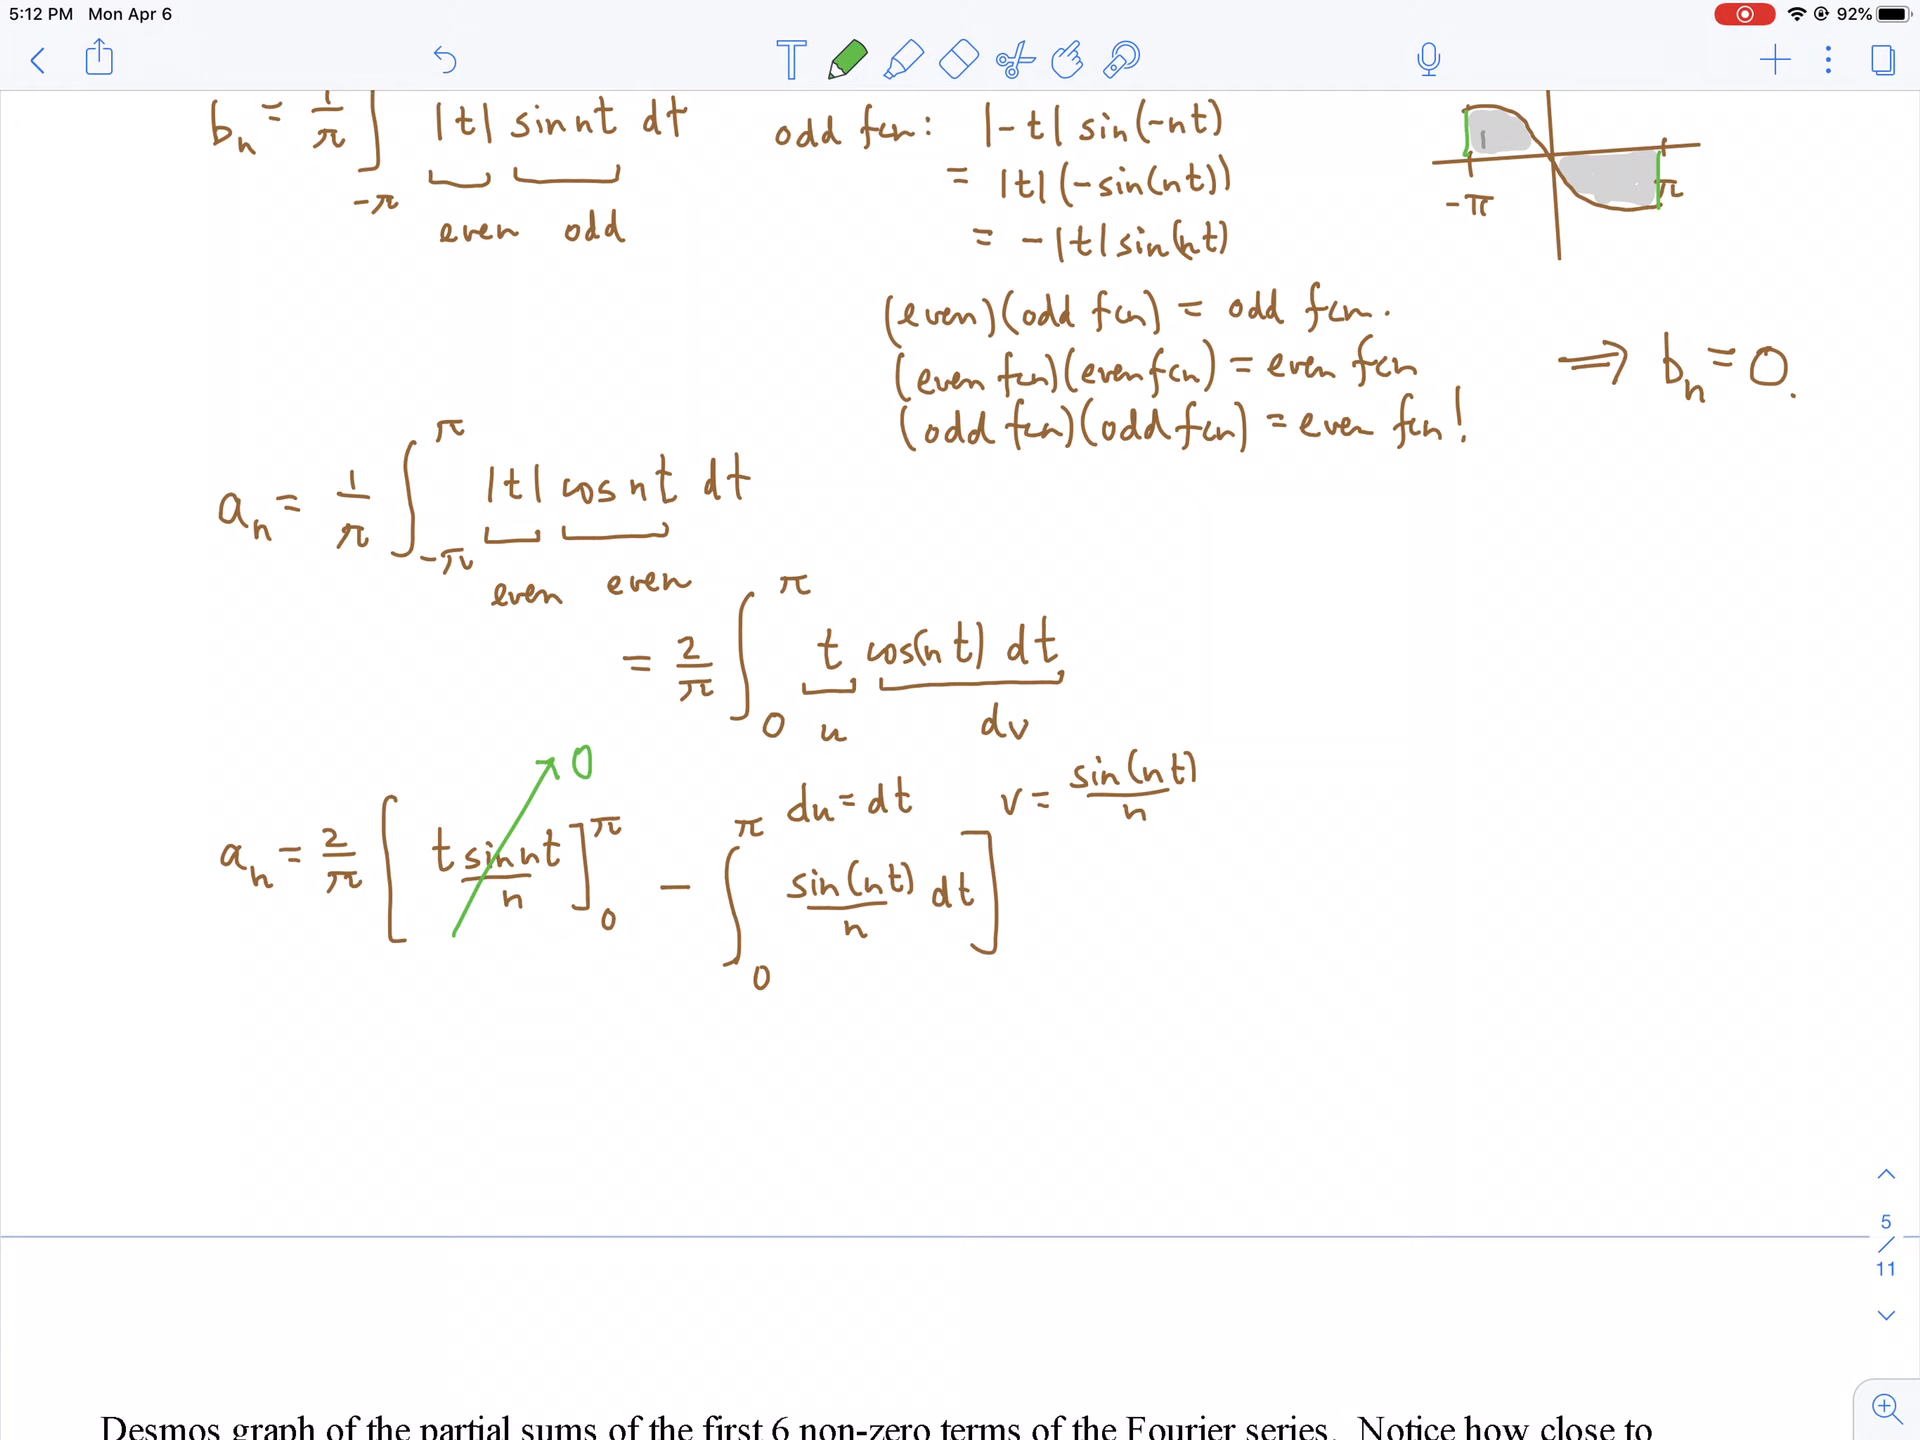 5:12 PM Mon Apr 6
92%
bₙ = 1/π ∫_{-π} |t| sin nt dt
even odd
odd fcn: |-t| sin(-nt)
= |t| (-sin(nt))
= -|t| sin(nt)
-π π
(even)(odd fcn) = odd fcn.
(even fcn)(even fcn) = even fcn
(odd fcn)(odd fcn) = even fcn!
⟹ bₙ = 0.
aₙ = 1/π ∫_{-π}^{π} |t| cos nt dt
even even
= 2/π ∫_0^π t cos(nt) dt
u dv
du = dt v = sin(nt)/n
0
aₙ = 2/π [ t sin nt/n ]_0^π - ∫_0^π sin(nt)/n dt ]
5
/
11
Desmos graph of the partial sums of the first 6 non-zero terms of the Fourier series. Notice how close to